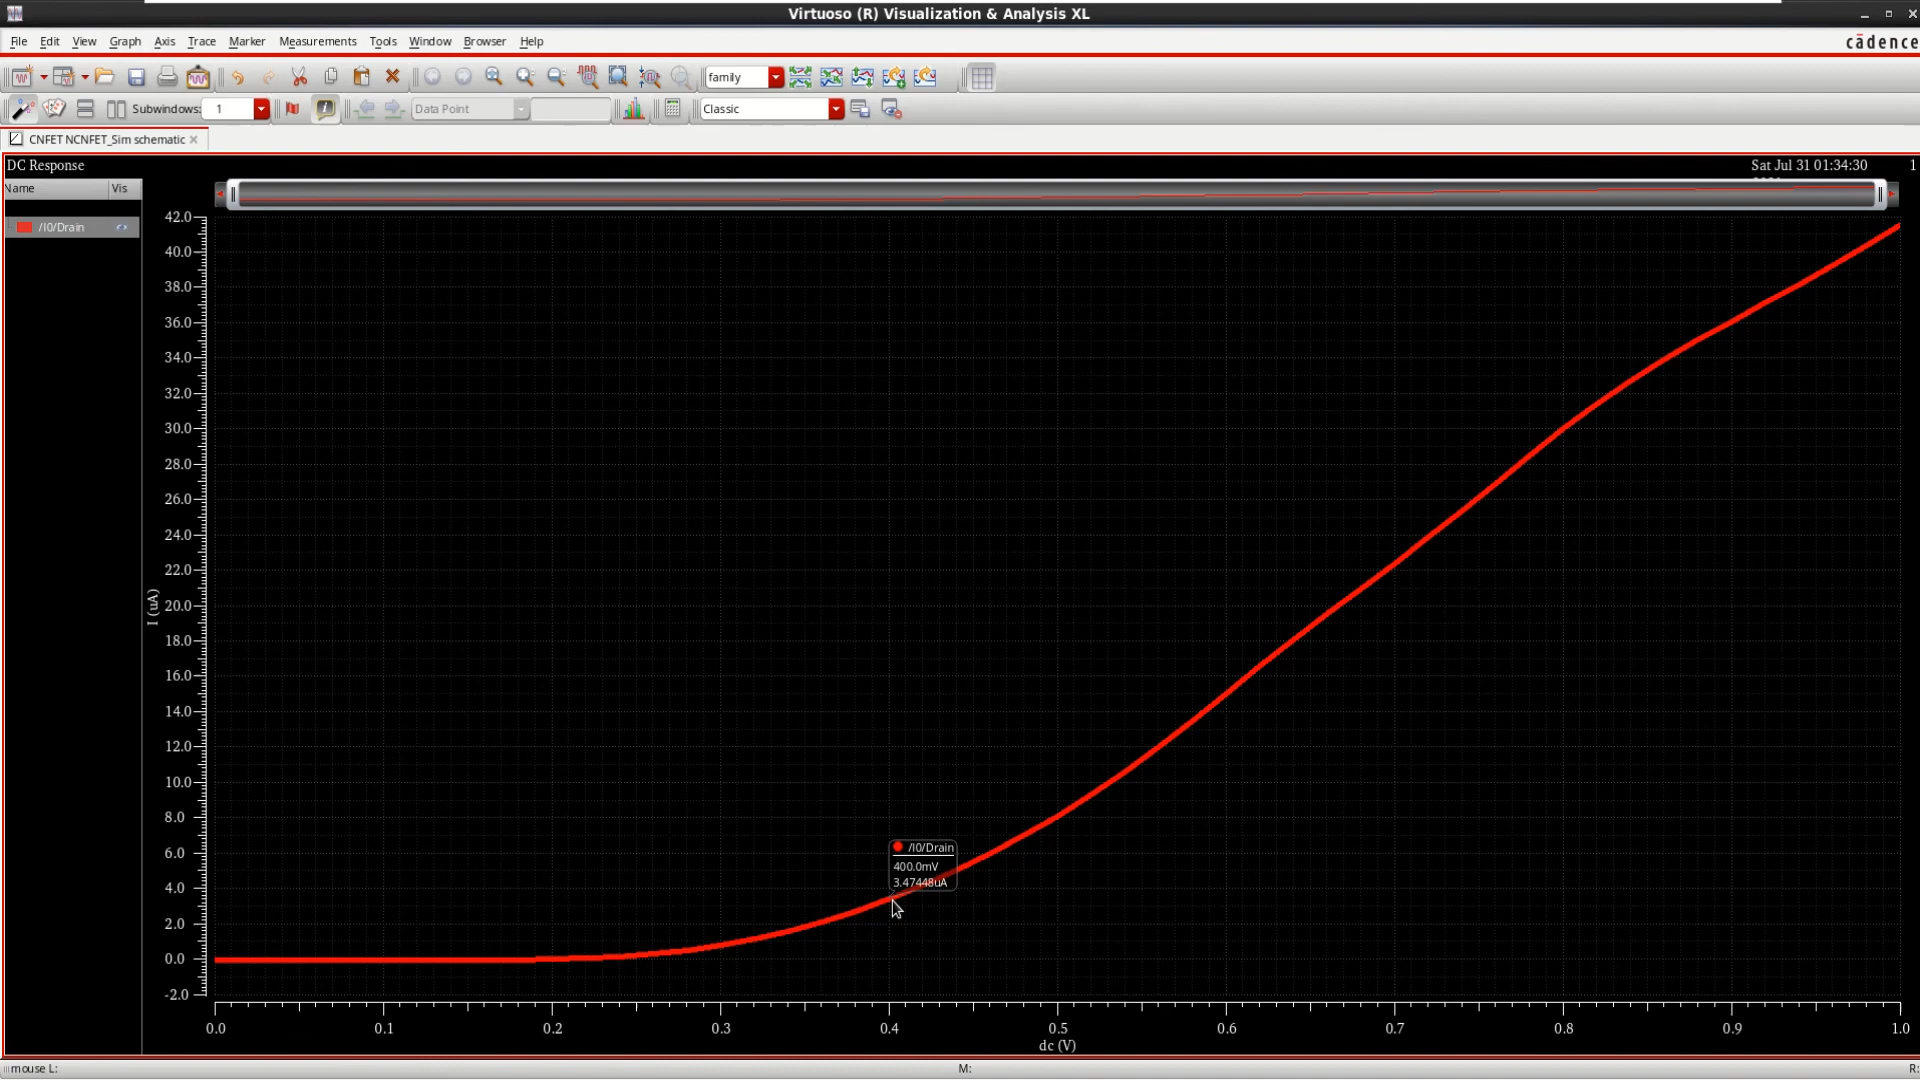 Virtuoso (R) Visualization & Analysis XL
File Edit View Graph Axis Trace Marker Measurements Tools Window Browser Help
cādence
family
Subwindows: 1 Data Point Classic
CNFET NCNFET_Sim schematic
DC Response
Sat Jul 31 01:34:30
1
Name Vis
/I0/Drain
42.0
40.0
38.0
36.0
34.0
32.0
30.0
28.0
26.0
24.0
22.0
20.0
18.0
16.0
14.0
12.0
10.0
8.0
6.0
4.0
2.0
0.0
-2.0
I (uA)
/I0/Drain
400.0mV
3.47448uA
0.0 0.1 0.2 0.3 0.4 0.5 0.6 0.7 0.8 0.9 1.0
dc (V)
mouse L: M: R: